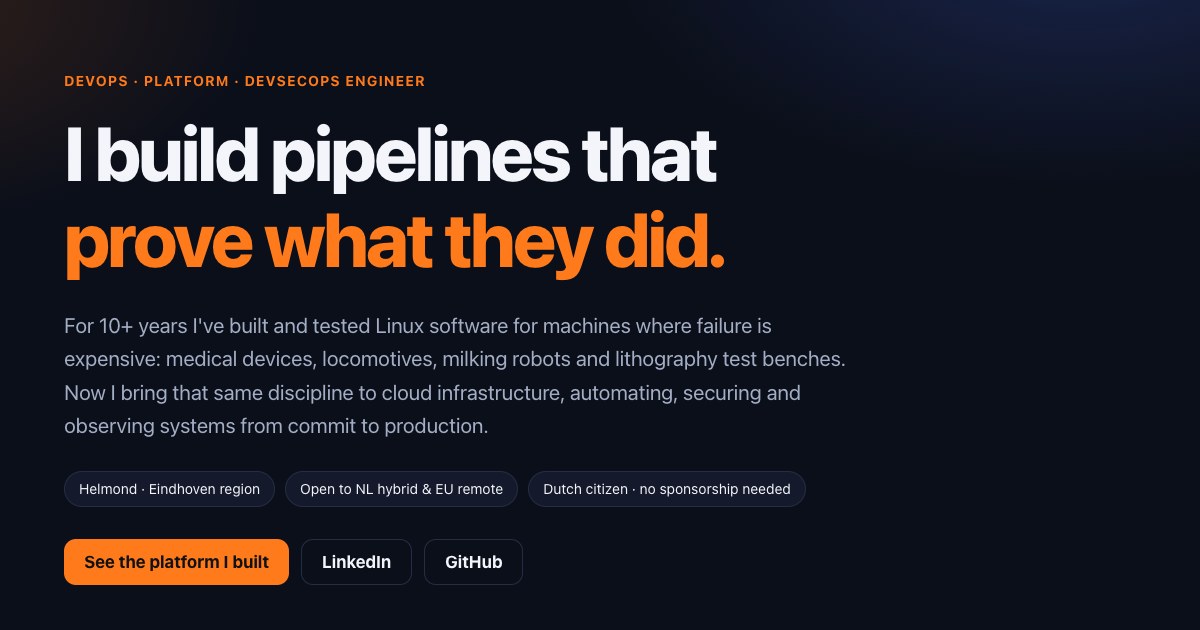 DEVOPS · PLATFORM · DEVSECOPS ENGINEER
I build pipelines that
prove what they did.
For 10+ years I've built and tested Linux software for machines where failure is
expensive: medical devices, locomotives, milking robots and lithography test benches.
Now I bring that same discipline to cloud infrastructure, automating, securing and
observing systems from commit to production.
Helmond · Eindhoven region
Open to NL hybrid & EU remote
Dutch citizen · no sponsorship needed
See the platform I built
LinkedIn
GitHub